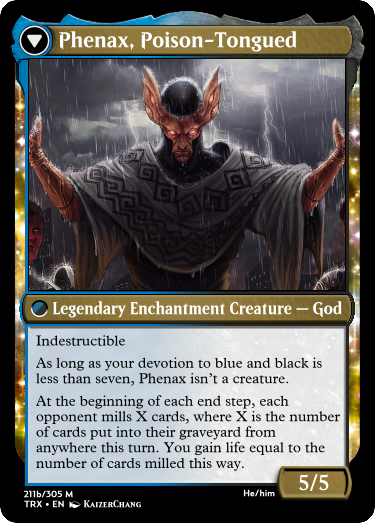 Phenax, Poison-Tongued
Legendary Enchantment Creature — God
Indestructible
As long as your devotion to blue and black is
less than seven, Phenax isn't a creature.
At the beginning of each end step, each
opponent mills X cards, where X is the number
of cards put into their graveyard from
anywhere this turn. You gain life equal to the
number of cards milled this way.
5/5
211b/305 M
He/him
TRX • EN KaizerChang